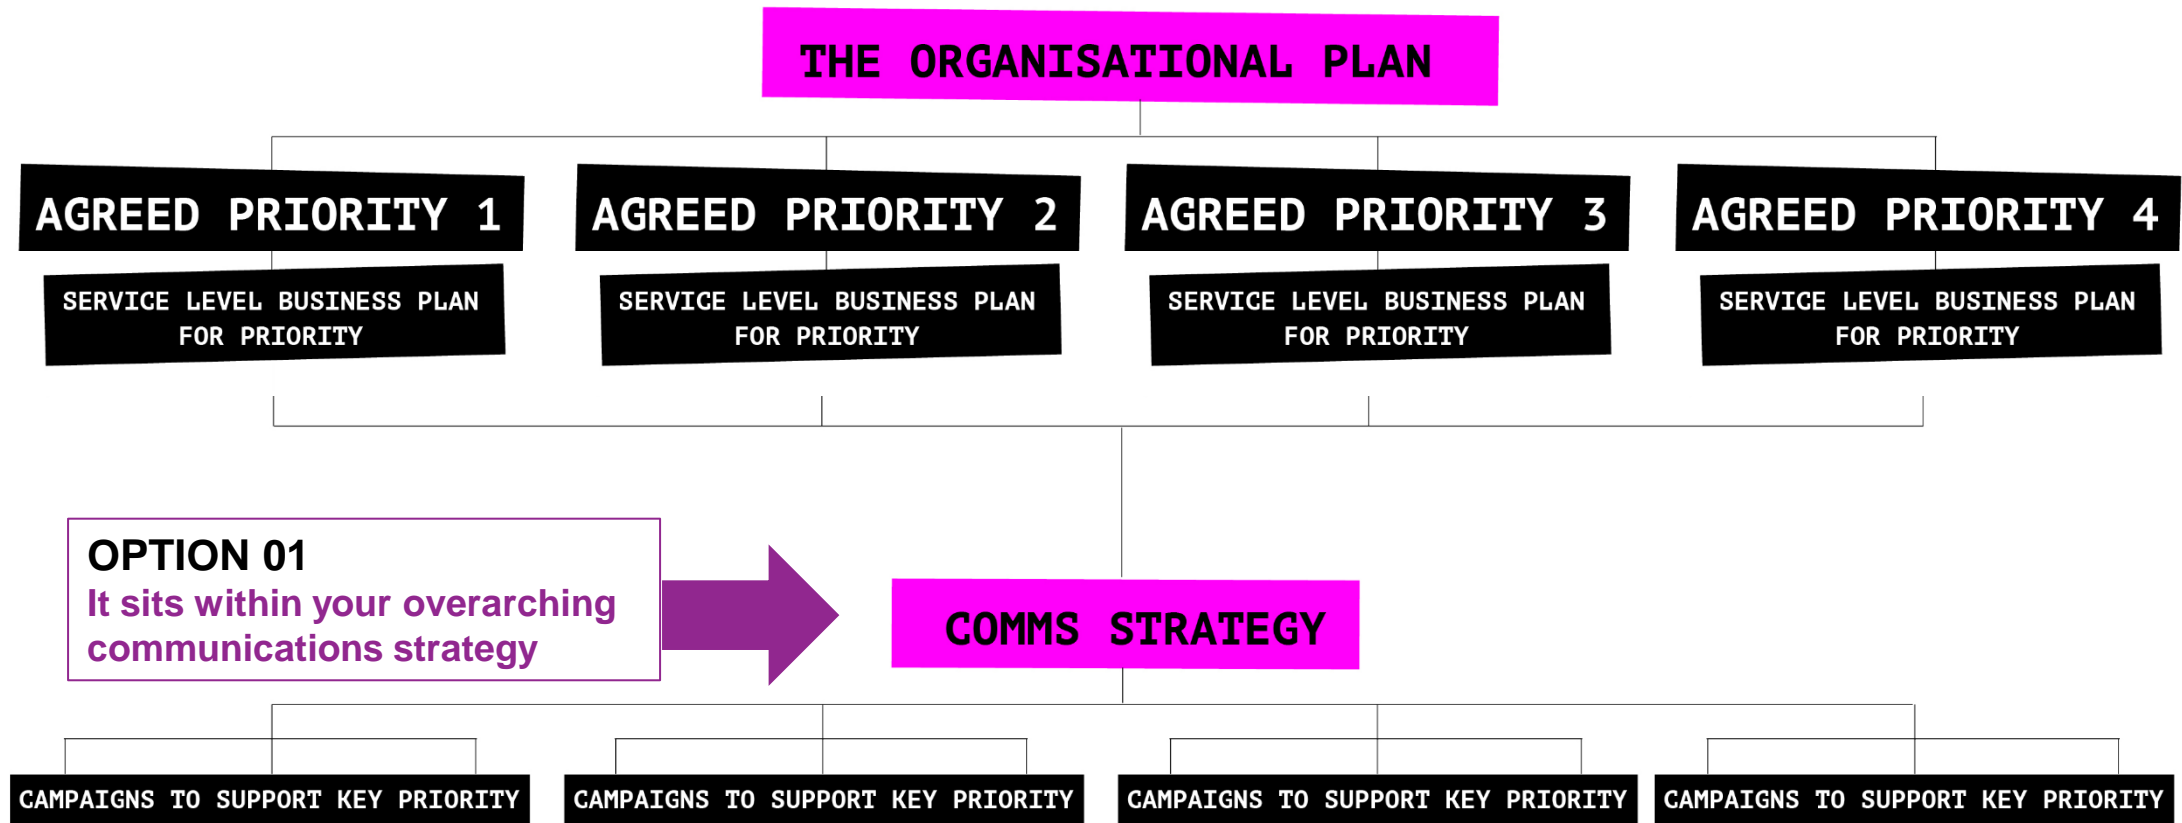 THE ORGANISATIONAL PLAN
AGREED PRIORITY 1
AGREED PRIORITY 2
AGREED PRIORITY 3
AGREED PRIORITY 4
SERVICE LEVEL BUSINESS PLAN
FOR PRIORITY
SERVICE LEVEL BUSINESS PLAN
FOR PRIORITY
SERVICE LEVEL BUSINESS PLAN
FOR PRIORITY
SERVICE LEVEL BUSINESS PLAN
FOR PRIORITY
OPTION 01
It sits within your overarching
communications strategy
COMMS STRATEGY
CAMPAIGNS TO SUPPORT KEY PRIORITY
CAMPAIGNS TO SUPPORT KEY PRIORITY
CAMPAIGNS TO SUPPORT KEY PRIORITY
CAMPAIGNS TO SUPPORT KEY PRIORITY